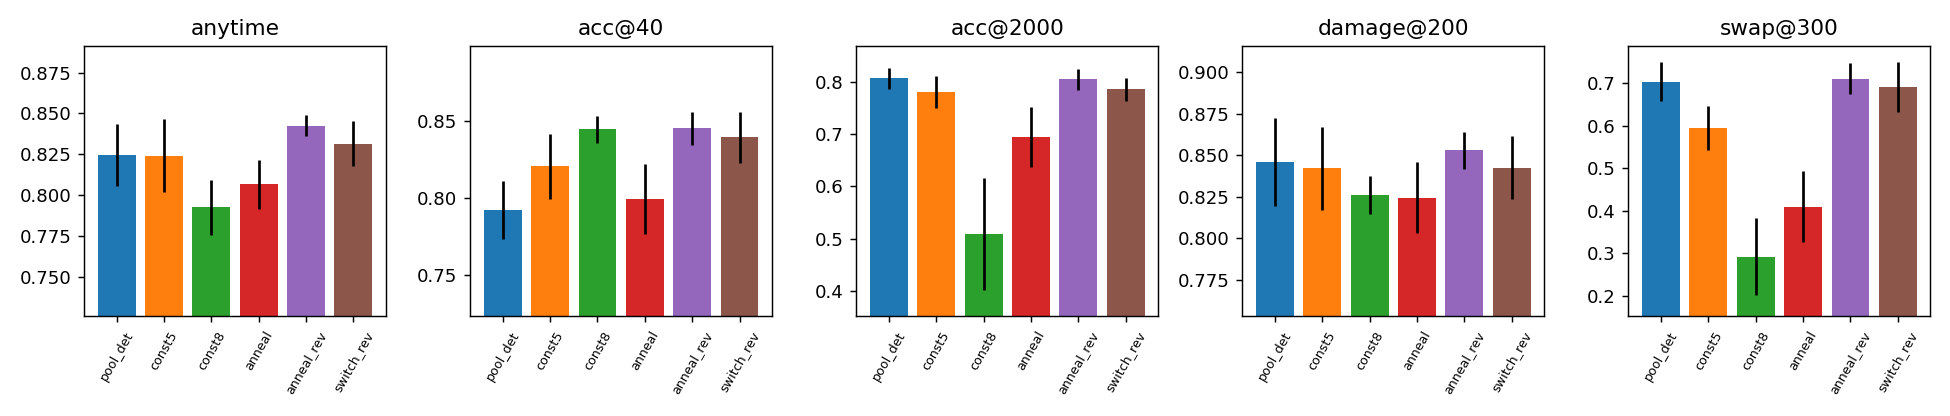 anytime
0.875
0.850
0.825
0.800
0.775
0.750
pool_det
const5
const8
anneal
anneal_rev
switch_rev
acc@40
0.85
0.80
0.75
pool_det
const5
const8
anneal
anneal_rev
switch_rev
acc@2000
0.8
0.7
0.6
0.5
0.4
pool_det
const5
const8
anneal
anneal_rev
switch_rev
damage@200
0.900
0.875
0.850
0.825
0.800
0.775
pool_det
const5
const8
anneal
anneal_rev
switch_rev
swap@300
0.7
0.6
0.5
0.4
0.3
0.2
pool_det
const5
const8
anneal
anneal_rev
switch_rev